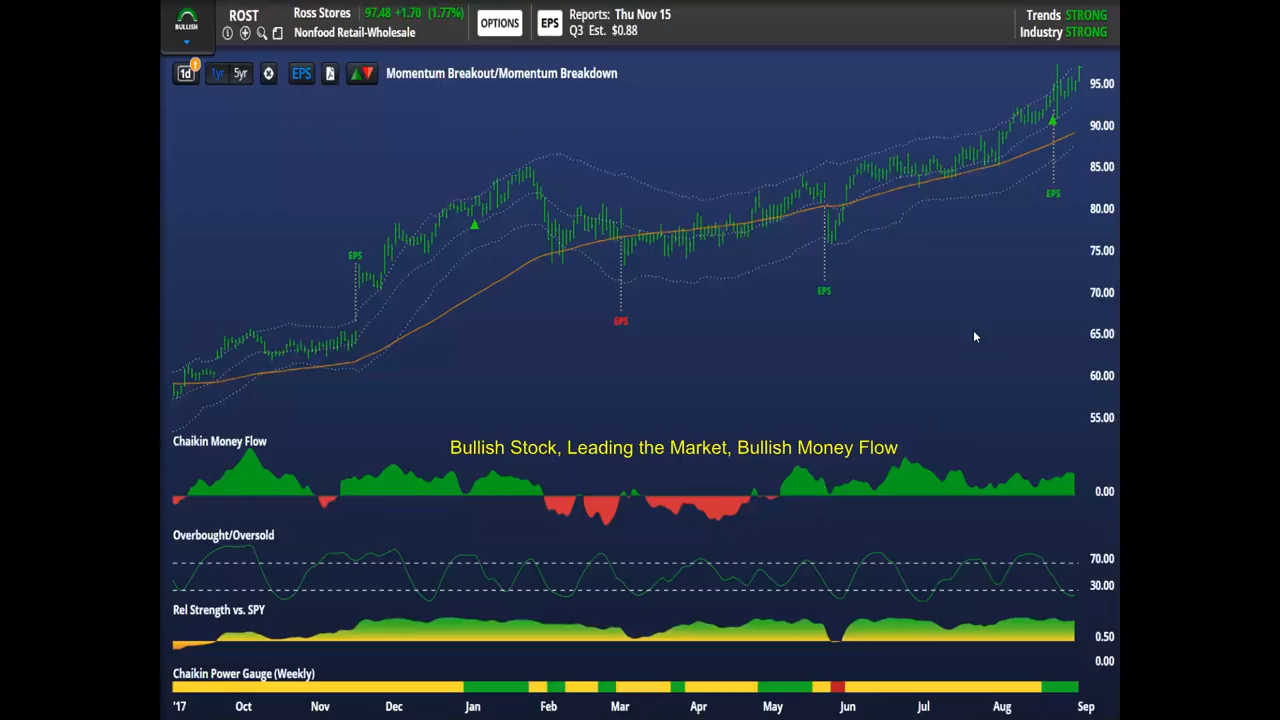 BULLISH
ROST
Ross Stores 97.48 +1.70 (1.77%)
Nonfood Retail-Wholesale
OPTIONS
EPS
Reports: Thu Nov 15
Q3 Est. $0.88
Trends STRONG
Industry STRONG
1d ! 1yr 5yr EPS Momentum Breakout/Momentum Breakdown
95.00
90.00
85.00
80.00
75.00
70.00
65.00
60.00
55.00
EPS
EPS
EPS
EPS
Chaikin Money Flow
Bullish Stock, Leading the Market, Bullish Money Flow
0.00
Overbought/Oversold
70.00
30.00
Rel Strength vs. SPY
0.50
0.00
Chaikin Power Gauge (Weekly)
'17 Oct Nov Dec Jan Feb Mar Apr May Jun Jul Aug Sep